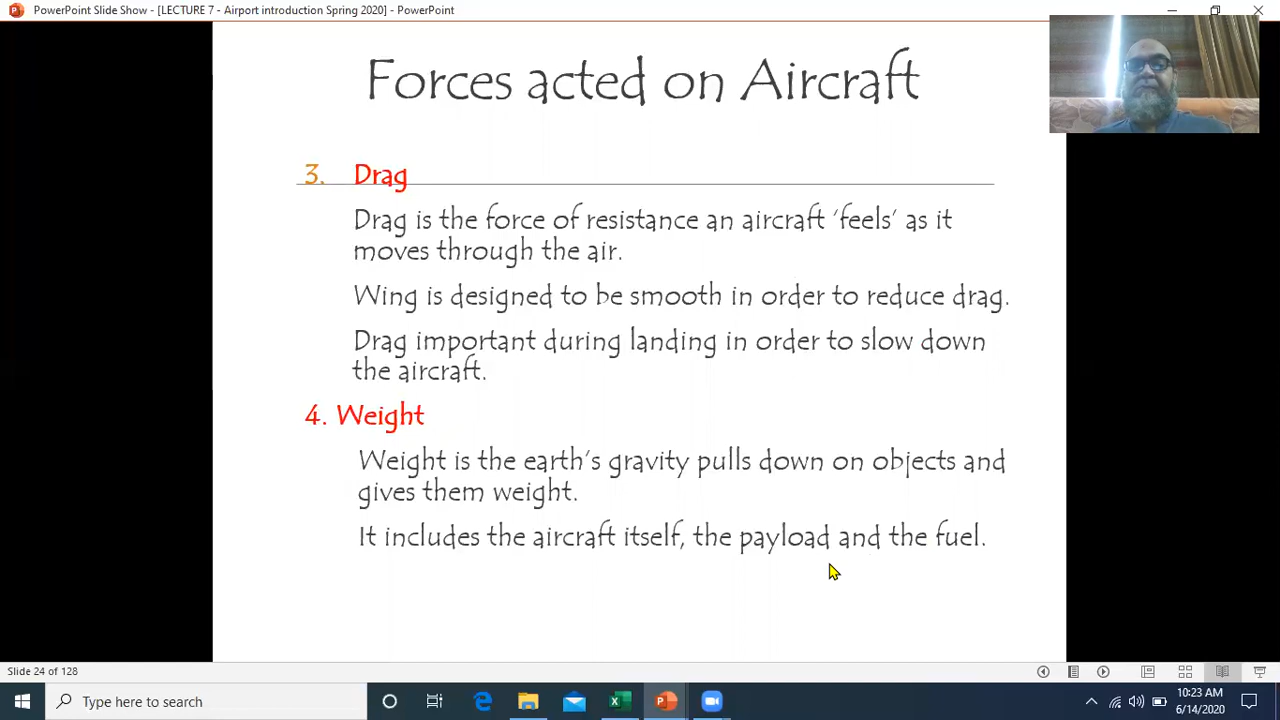 PowerPoint Slide Show - [LECTURE 7 - Airport introduction Spring 2020] - PowerPoint
Forces acted on Aircraft
3. Drag
Drag is the force of resistance an aircraft ‘feels’ as it
moves through the air.
Wing is designed to be smooth in order to reduce drag.
Drag important during landing in order to slow down
the aircraft.
4. Weight
Weight is the earth’s gravity pulls down on objects and
gives them weight.
It includes the aircraft itself, the payload and the fuel.
Slide 24 of 128
Type here to search
10:23 AM
6/14/2020